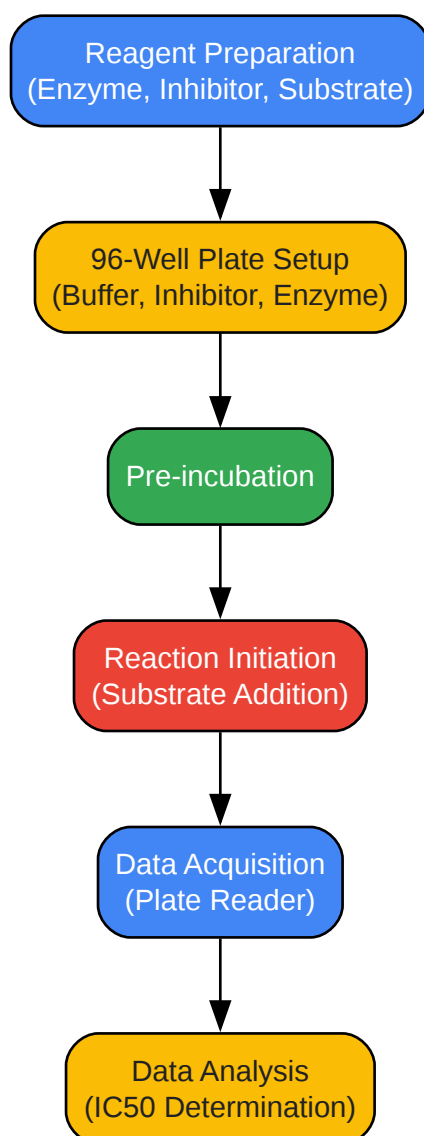 Reagent Preparation
(Enzyme, Inhibitor, Substrate)
96-Well Plate Setup
(Buffer, Inhibitor, Enzyme)
Pre-incubation
Reaction Initiation
(Substrate Addition)
Data Acquisition
(Plate Reader)
Data Analysis
(IC50 Determination)